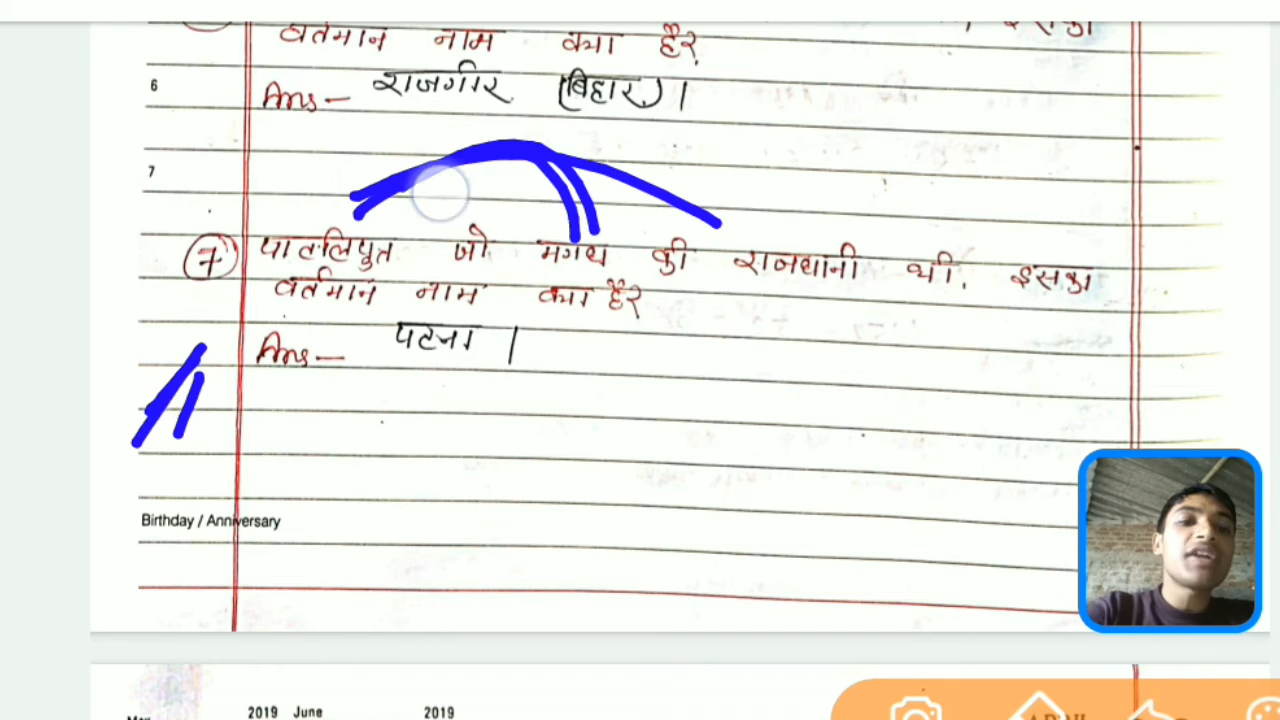 वर्तमान नाम क्या है? इसका
6
Ans— राजगीर (बिहार)।
7
(7) पाटलिपुत्र जो मगध की राजधानी थी, इसका
वर्तमान नाम क्या है?
Ans— पटना।
Birthday / Anniversary
2019 June 2019